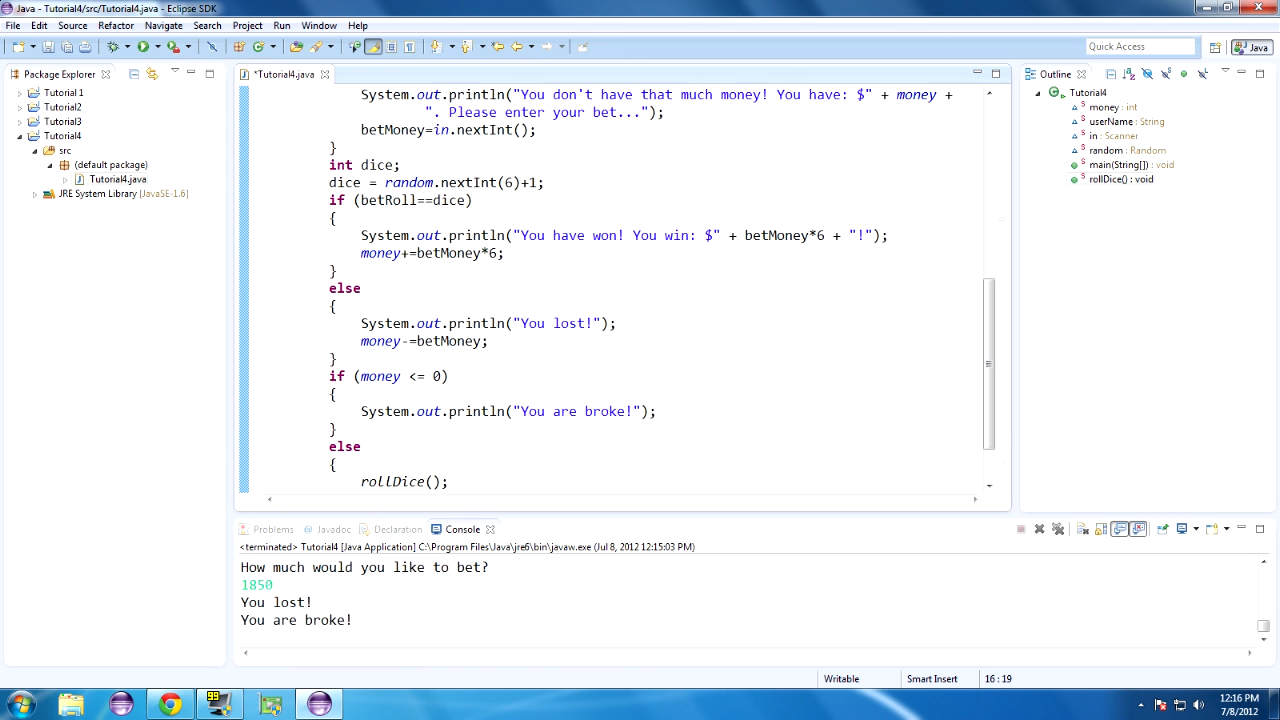 Java - Tutorial4/src/Tutorial4.java - Eclipse SDK
File Edit Source Refactor Navigate Search Project Run Window Help
Quick Access
Java
Package Explorer
Tutorial 1
Tutorial2
Tutorial3
Tutorial4
src
(default package)
Tutorial4.java
JRE System Library [JavaSE-1.6]
*Tutorial4.java
System.out.println("You don't have that much money! You have: $" + money +
". Please enter your bet...");
betMoney=in.nextInt();
}
int dice;
dice = random.nextInt(6)+1;
if (betRoll==dice)
{
System.out.println("You have won! You win: $" + betMoney*6 + "!");
money+=betMoney*6;
}
else
{
System.out.println("You lost!");
money-=betMoney;
}
if (money <= 0)
{
System.out.println("You are broke!");
}
else
{
rollDice();
Outline
Tutorial4
money : int
userName : String
in : Scanner
random : Random
main(String[]) : void
rollDice() : void
Problems Javadoc Declaration Console
<terminated> Tutorial4 [Java Application] C:\Program Files\Java\jre6\bin\javaw.exe (Jul 8, 2012 12:15:03 PM)
How much would you like to bet?
1850
You lost!
You are broke!
Writable Smart Insert 16 : 19
99
12:16 PM
7/8/2012